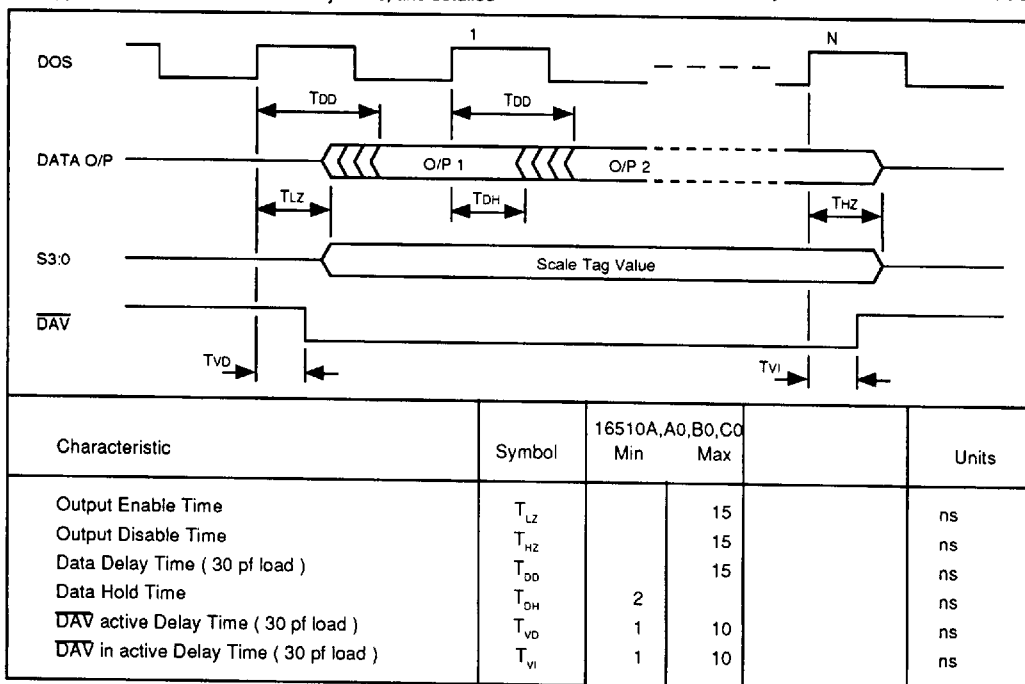 1
N
DOS
TDD
TDD
DATA O/P
O/P 1
O/P 2
TLZ
TDH
THZ
S3:0
Scale Tag Value
DAV
TVD
TVI
Characteristic Symbol 16510A,A0,B0,C0 Min Max Units
Output Enable Time TLZ 15 ns
Output Disable Time THZ 15 ns
Data Delay Time ( 30 pf load ) TDD 15 ns
Data Hold Time TDH 2 ns
DAV active Delay Time ( 30 pf load ) TVD 1 10 ns
DAV in active Delay Time ( 30 pf load ) TVI 1 10 ns